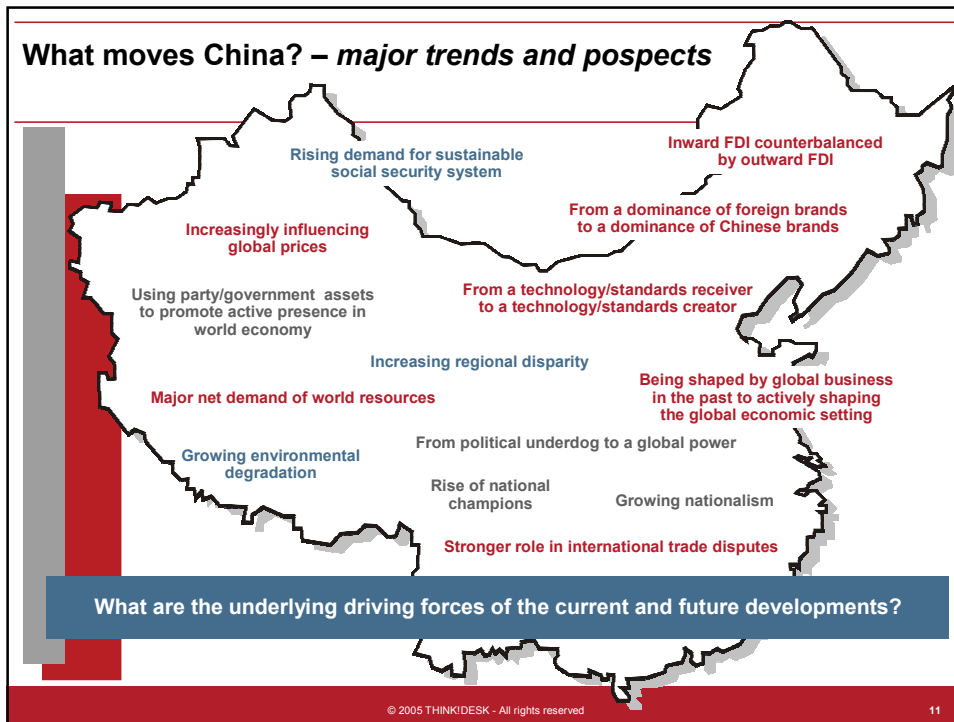 What moves China? – major trends and pospects
Rising demand for sustainable
social security system
Inward FDI counterbalanced
by outward FDI
From a dominance of foreign brands
to a dominance of Chinese brands
Increasingly influencing
global prices
From a technology/standards receiver
to a technology/standards creator
Using party/government assets
to promote active presence in
world economy
Increasing regional disparity
Being shaped by global business
in the past to actively shaping
the global economic setting
Major net demand of world resources
From political underdog to a global power
Growing environmental
degradation
Rise of national
champions
Growing nationalism
Stronger role in international trade disputes
What are the underlying driving forces of the current and future developments?
© 2005 THINK!DESK - All rights reserved
11